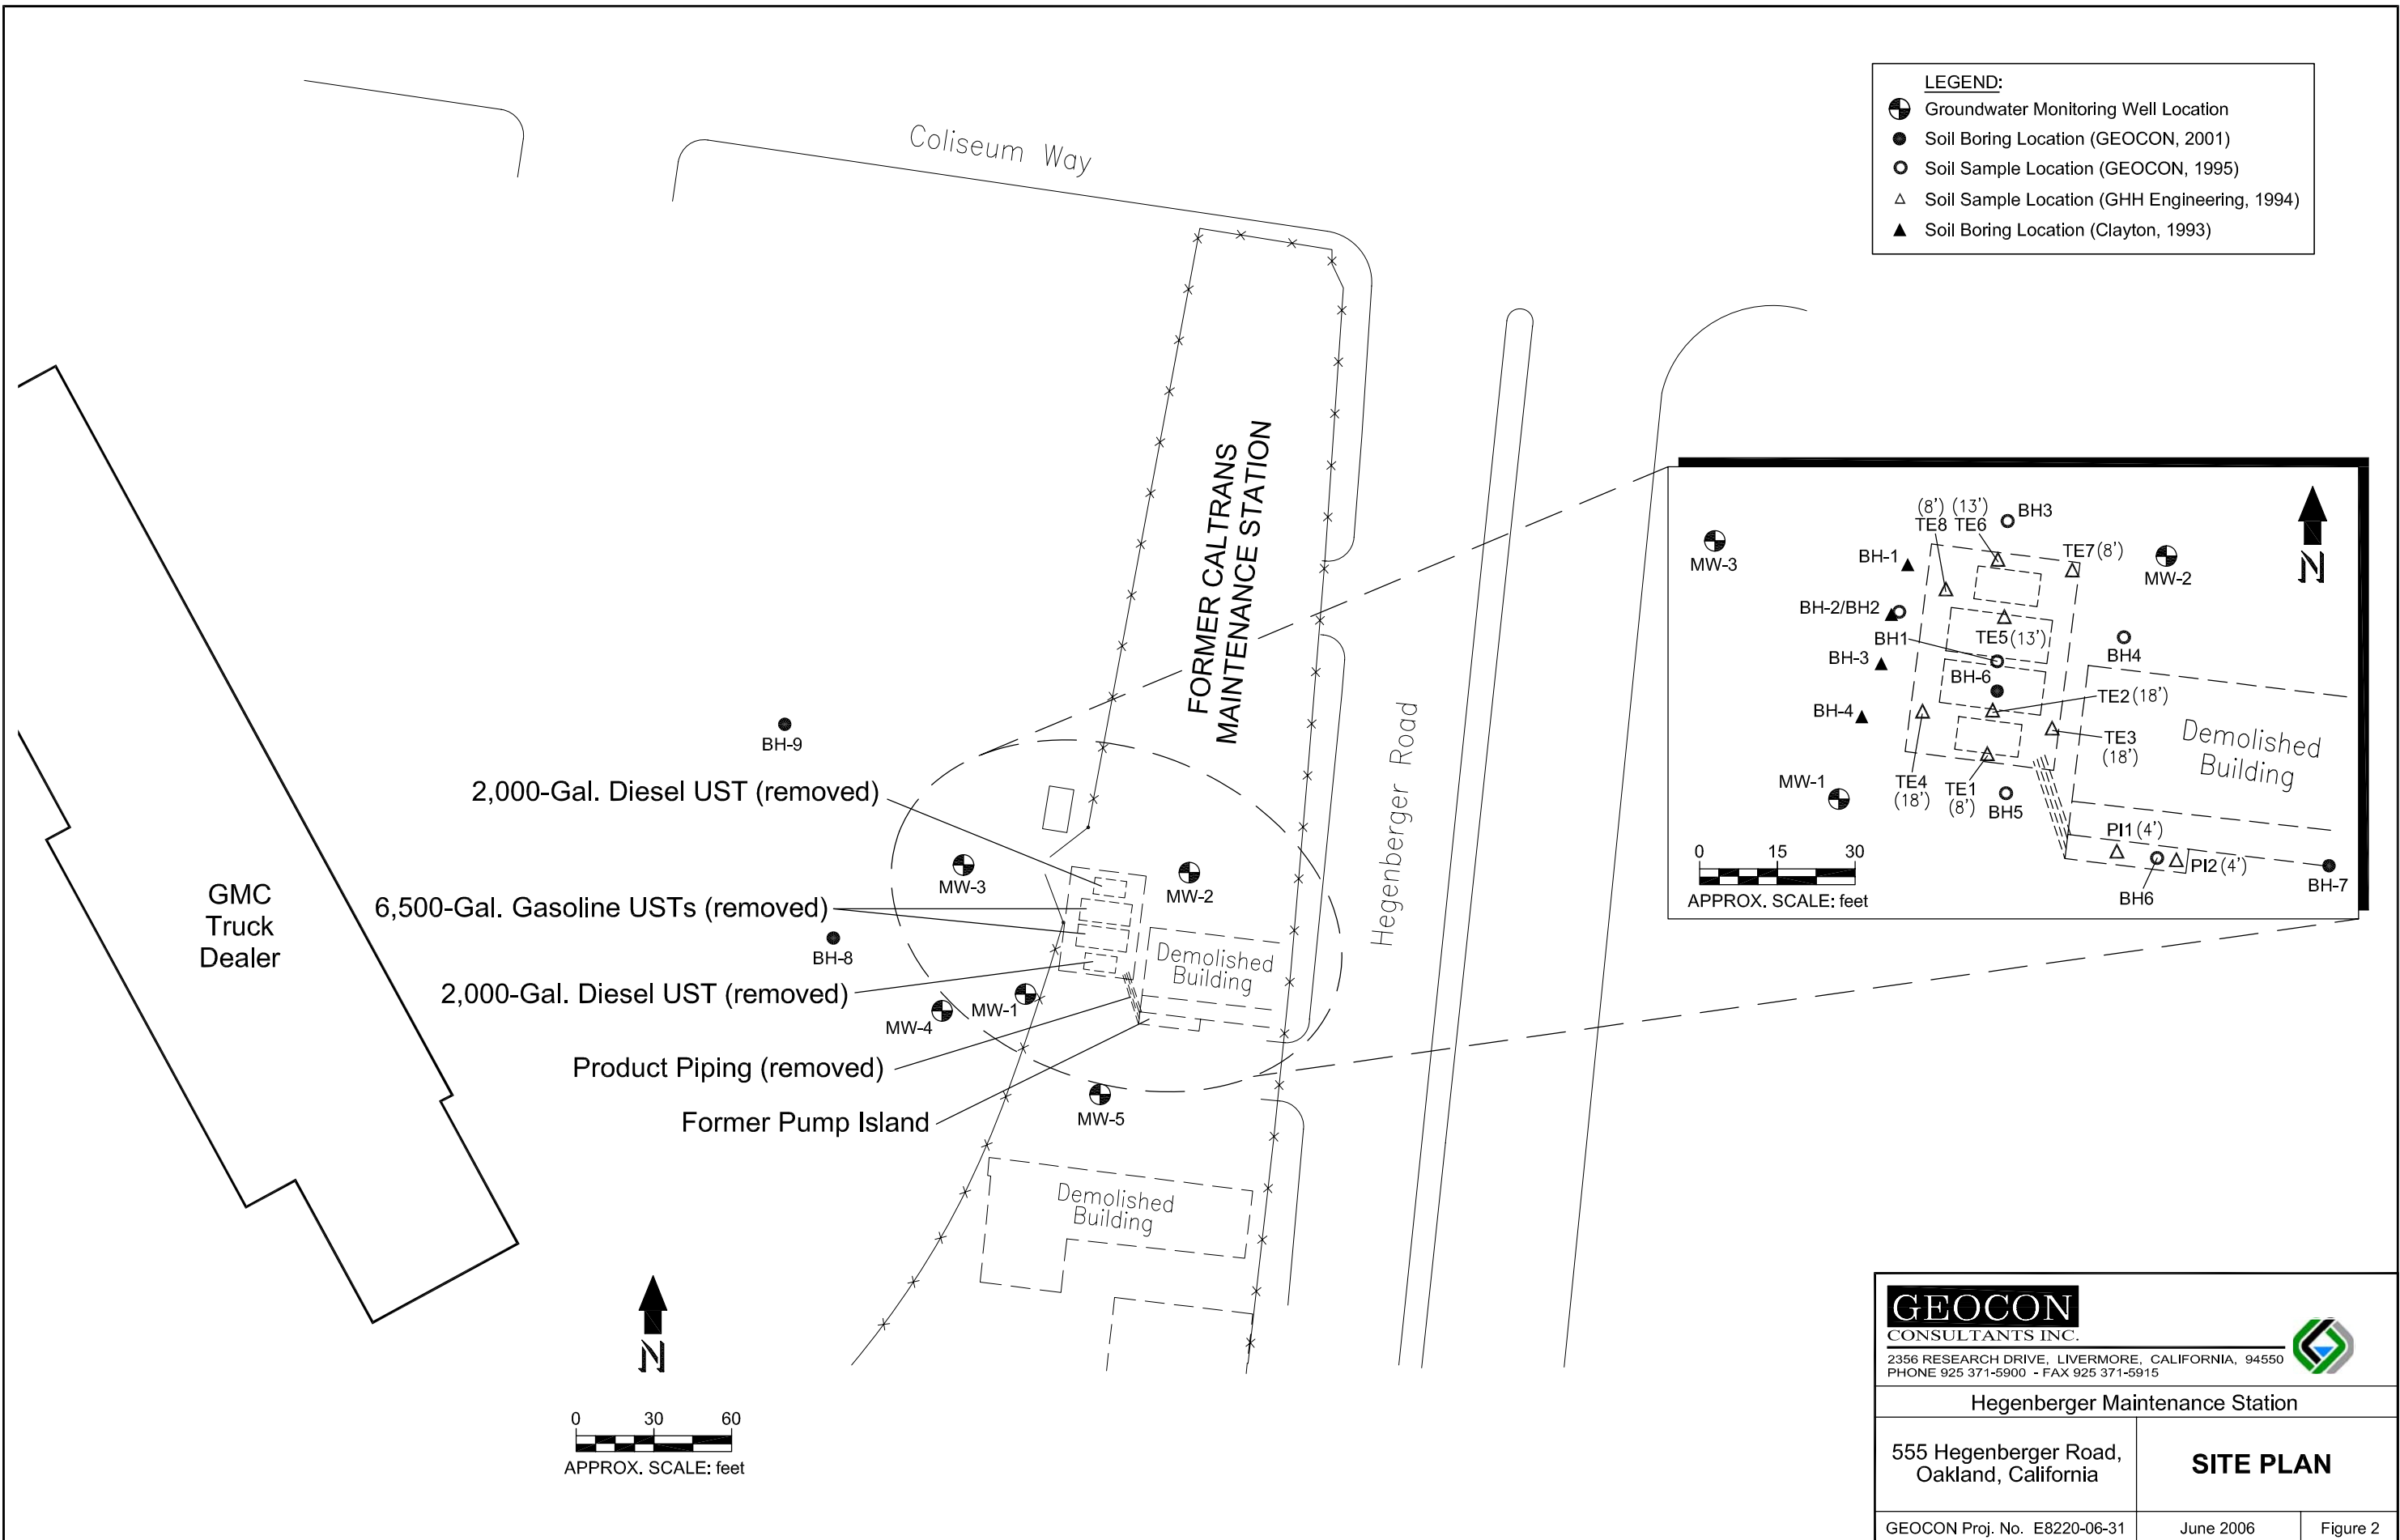 Coliseum Way
LEGEND:
Groundwater Monitoring Well Location
Soil Boring Location (GEOCON, 2001)
Soil Sample Location (GEOCON, 1995)
Soil Sample Location (GHH Engineering, 1994)
Soil Boring Location (Clayton, 1993)
FORMER CALTRANS
MAINTENANCE STATION
Hegenberger Road
BH-9
2,000-Gal. Diesel UST (removed)
MW-3
MW-2
6,500-Gal. Gasoline USTs (removed)
BH-8
Demolished
Building
2,000-Gal. Diesel UST (removed)
MW-1
MW-4
Product Piping (removed)
Former Pump Island
MW-5
Demolished
Building
GMC
Truck
Dealer
N
0 30 60
APPROX. SCALE: feet
(8') (13')
TE8 TE6
BH3
TE7 (8')
N
MW-3
BH-1
MW-2
BH-2/BH2
BH1
TE5 (13')
BH4
BH-3
BH-6
TE2 (18')
BH-4
TE3
(18')
Demolished
Building
MW-1
TE4
(18')
TE1
(8')
BH5
PI1 (4')
PI2 (4')
BH6
BH-7
0 15 30
APPROX. SCALE: feet
GEOCON
CONSULTANTS INC.
2356 RESEARCH DRIVE, LIVERMORE, CALIFORNIA, 94550
PHONE 925 371-5900 - FAX 925 371-5915
Hegenberger Maintenance Station
555 Hegenberger Road,
Oakland, California
SITE PLAN
GEOCON Proj. No. E8220-06-31
June 2006
Figure 2